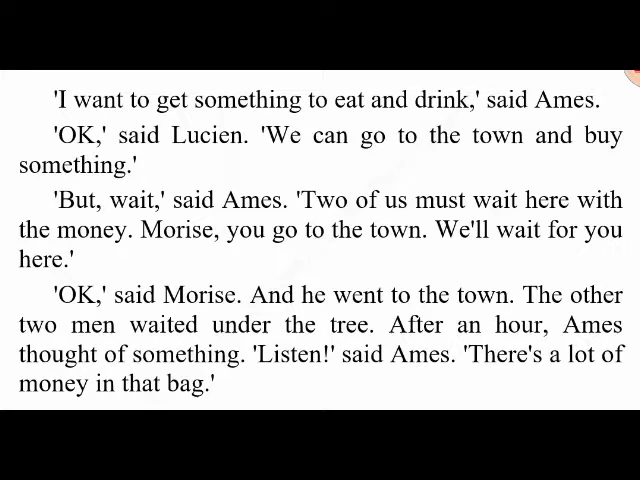 'I want to get something to eat and drink,' said Ames.
'OK,' said Lucien. 'We can go to the town and buy
something.'
'But, wait,' said Ames. 'Two of us must wait here with
the money. Morise, you go to the town. We'll wait for you
here.'
'OK,' said Morise. And he went to the town. The other
two men waited under the tree. After an hour, Ames
thought of something. 'Listen!' said Ames. 'There's a lot of
money in that bag.'